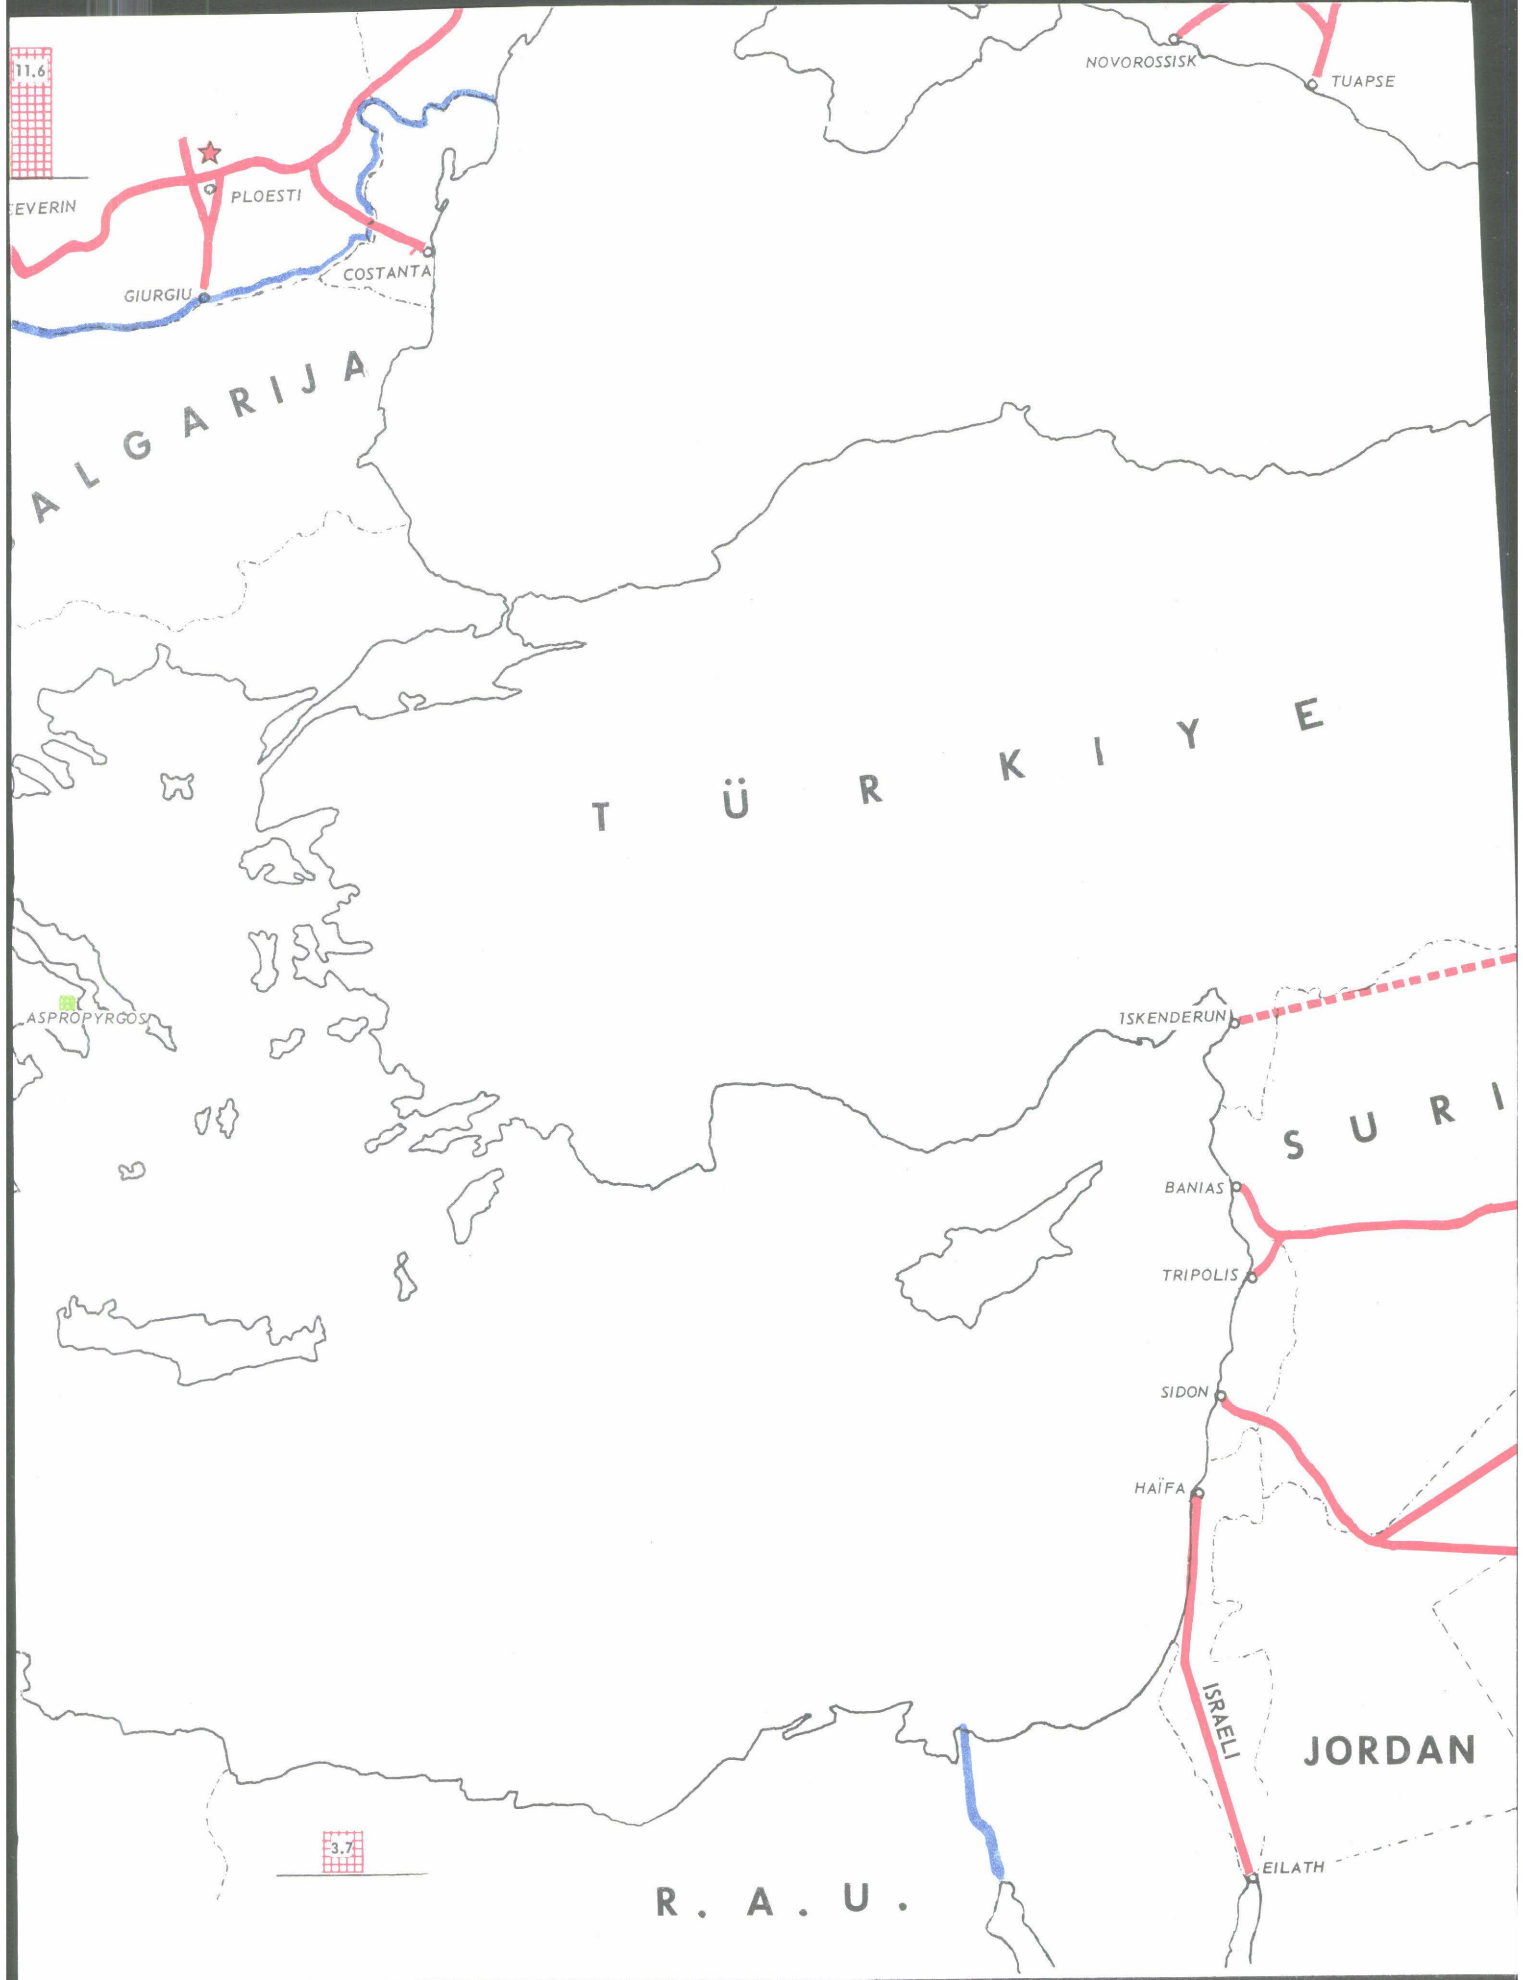 NOVOROSSISK
TUAPSE
11.6
EEVERIN
PLOESTI
COSTANTA
GIURGIU
ALGARIJA
TÜRKIYE
ASPROPYRGOS
ISKENDERUN
SURI
BANIAS
TRIPOLIS
SIDON
HAÏFA
ISRAELI
JORDAN
3.7
EILATH
R.A.U.